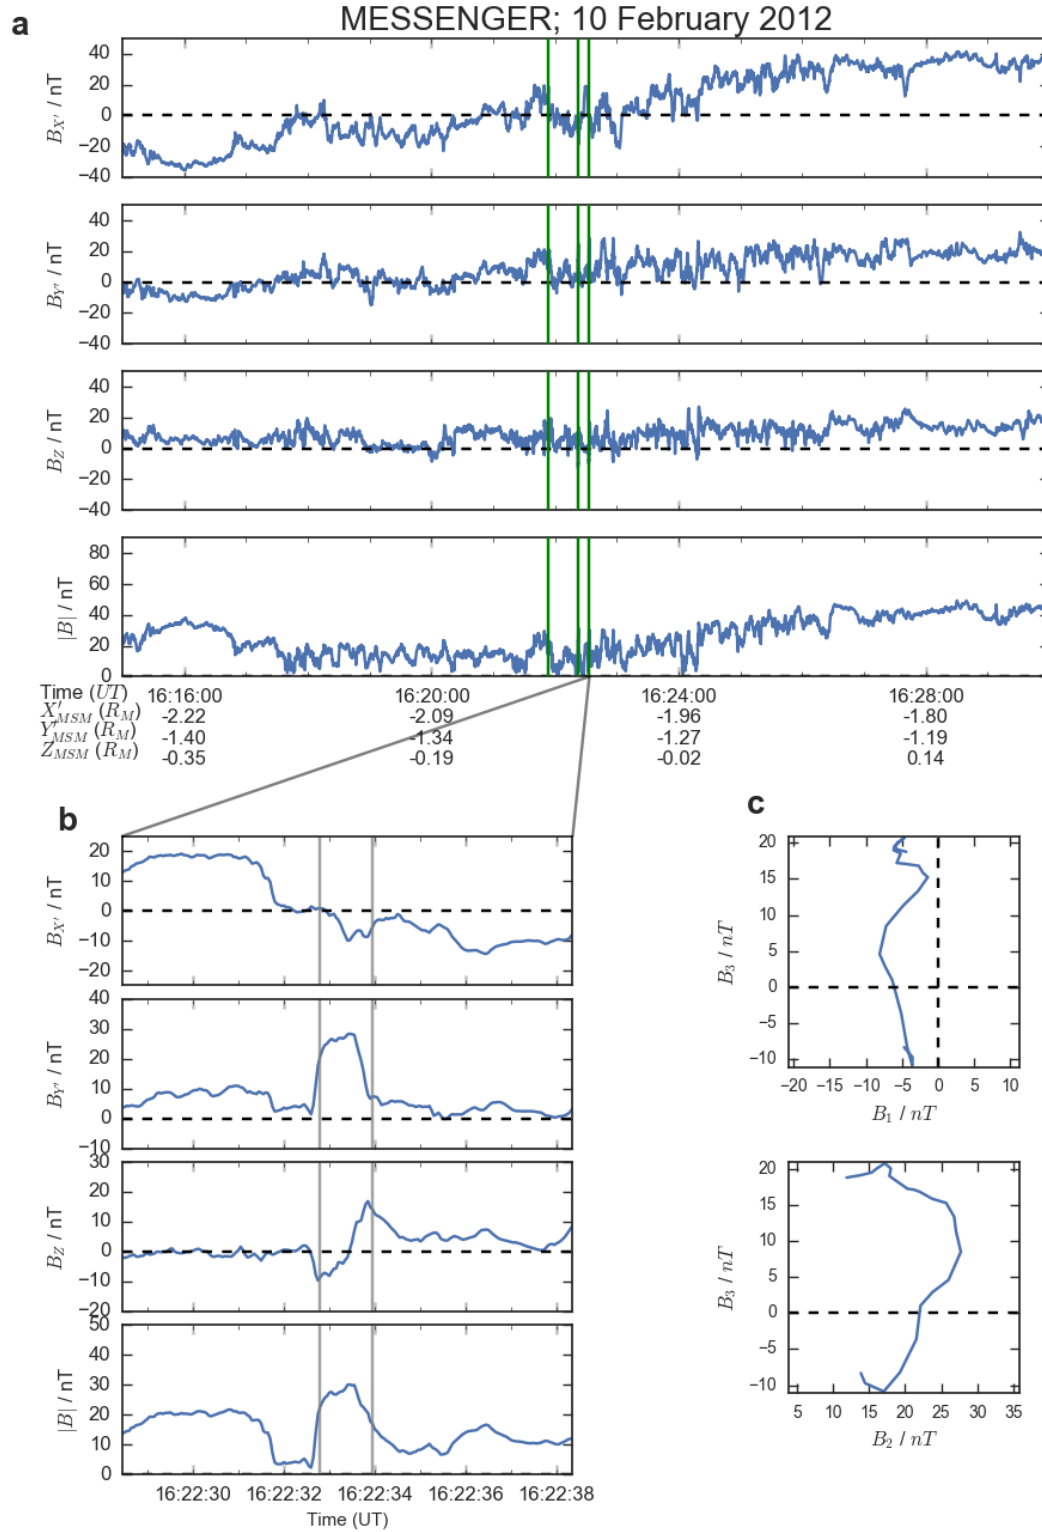 a
MESSENGER; 10 February 2012
40
20
0
−20
−40
B_X' / nT
40
20
0
−20
−40
B_Y' / nT
40
20
0
−20
−40
B_Z / nT
80
60
40
20
0
|B| / nT
Time (UT) 16:16:00 16:20:00 16:24:00 16:28:00
X'_MSM (R_M) -2.22 -2.09 -1.96 -1.80
Y'_MSM (R_M) -1.40 -1.34 -1.27 -1.19
Z_MSM (R_M) -0.35 -0.19 -0.02 0.14
b
20
10
0
−10
−20
B_X' / nT
40
30
20
10
0
−10
B_Y' / nT
30
20
10
0
−10
−20
B_Z / nT
50
40
30
20
10
0
|B| / nT
16:22:30 16:22:32 16:22:34 16:22:36 16:22:38
Time (UT)
c
20
15
10
5
0
−5
−10
B_3 / nT
−20 −15 −10 −5 0 5 10
B_1 / nT
20
15
10
5
0
−5
−10
B_3 / nT
5 10 15 20 25 30 35
B_2 / nT